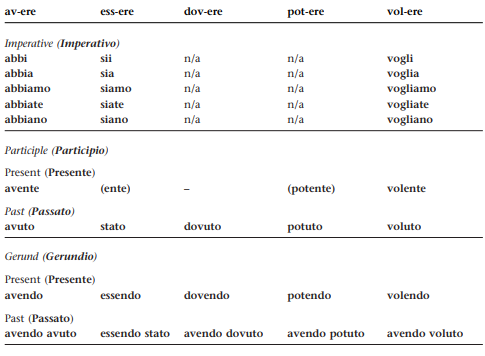 av-ere ess-ere dov-ere pot-ere vol-ere
Imperative (Imperativo)
abbi sii n/a n/a vogli
abbia sia n/a n/a voglia
abbiamo siamo n/a n/a vogliamo
abbiate siate n/a n/a vogliate
abbiano siano n/a n/a vogliano
Participle (Participio)
Present (Presente)
avente (ente) – (potente) volente
Past (Passato)
avuto stato dovuto potuto voluto
Gerund (Gerundio)
Present (Presente)
avendo essendo dovendo potendo volendo
Past (Passato)
avendo avuto essendo stato avendo dovuto avendo potuto avendo voluto